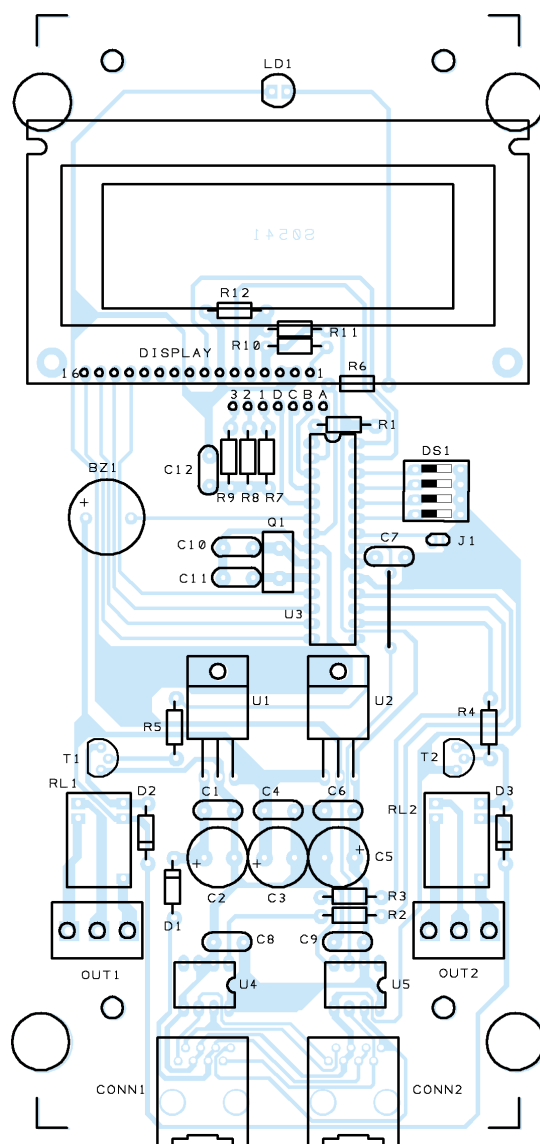 LD1
S0541
R12
R11
R10
DISPLAY
16
1
R6
3 2 1 D C B A
R1
DS1
C12
BZ1
+
R9 R8 R7
Q1
C7
J1
C10
C11
U3
U1
U2
R5
R4
T1
T2
RL1
D2
C1
C4
C6
RL2
D3
+
+
+
C5
C2
C3
R3
R2
D1
C8
C9
OUT1
OUT2
U4
U5
CONN1
CONN2